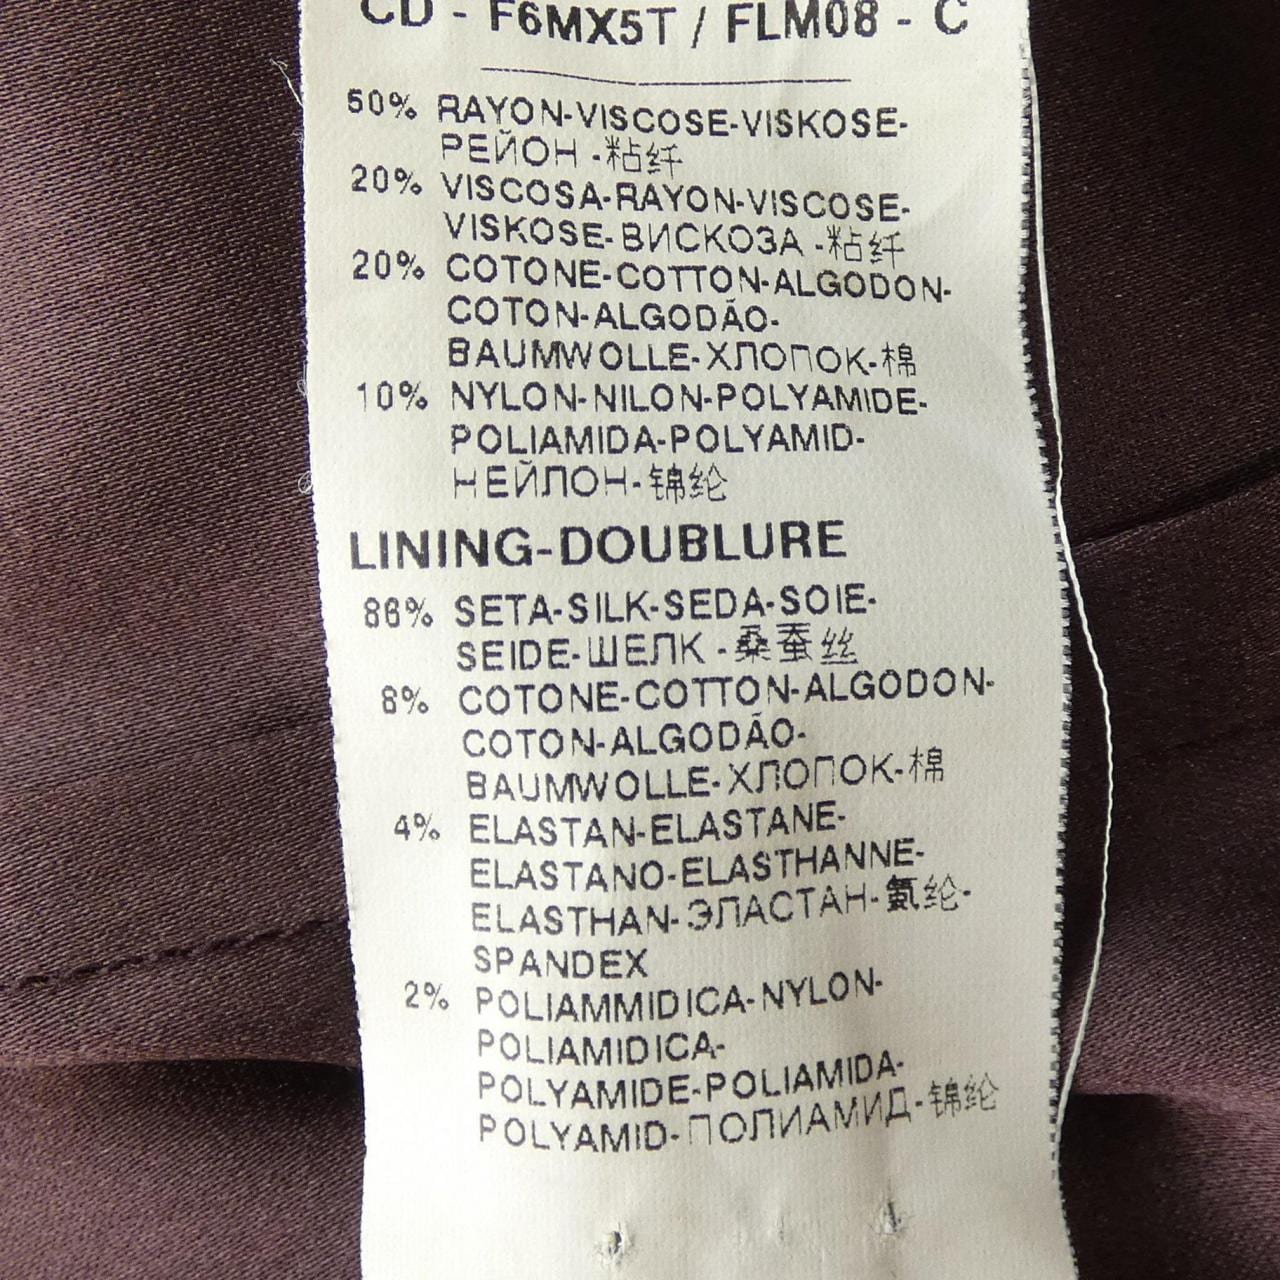 CD - F6MX5T / FLM08 - C
50% RAYON-VISCOSE-VISKOSE-
РЕЙОН -粘纤
20% VISCOSA-RAYON-VISCOSE-
VISKOSE-ВИСКОЗА -粘纤
20% COTONE-COTTON-ALGODON-
COTON-ALGODÃO-
BAUMWOLLE-ХЛОПОК-棉
10% NYLON-NILON-POLYAMIDE-
POLIAMIDA-POLYAMID-
НЕЙЛОН-锦纶
LINING-DOUBLURE
86% SETA-SILK-SEDA-SOIE-
SEIDE-ШЕЛК -桑蚕丝
8% COTONE-COTTON-ALGODON-
COTON-ALGODÃO-
BAUMWOLLE-ХЛОПОК-棉
4% ELASTAN-ELASTANE-
ELASTANO-ELASTHANNE-
ELASTHAN-ЭЛАСТАН-氨纶-
SPANDEX
2% POLIAMMIDICA-NYLON-
POLIAMIDICA-
POLYAMIDE-POLIAMIDA-
POLYAMID-ПОЛИАМИД-锦纶